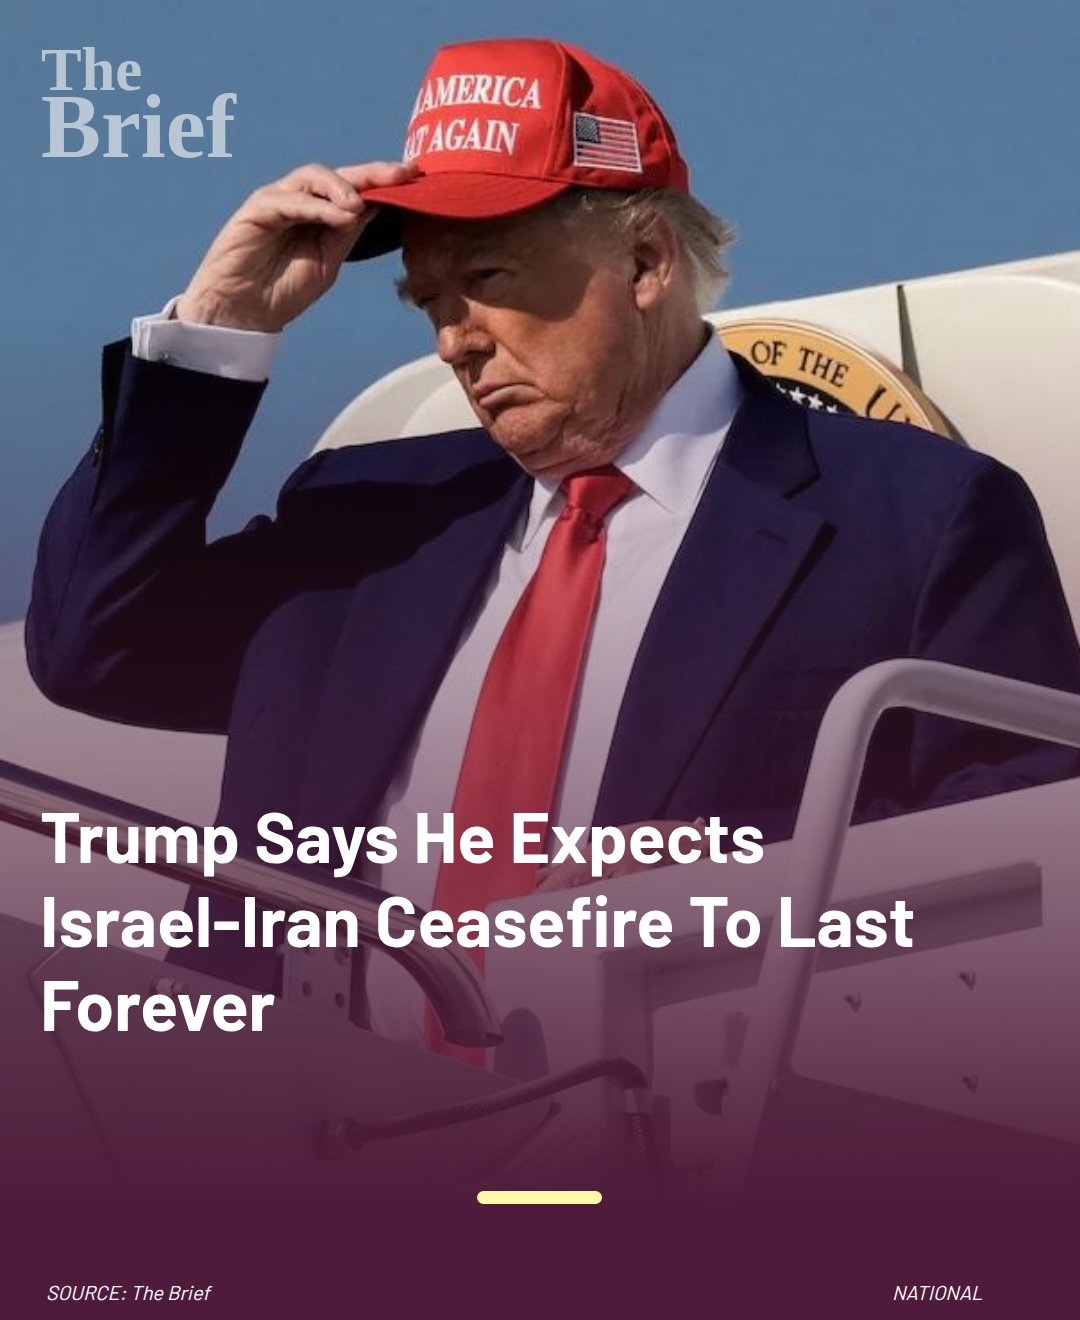 The
Brief
AMERICA
AT AGAIN
OF THE
Trump Says He Expects
Israel-Iran Ceasefire To Last
Forever
SOURCE: The Brief
NATIONAL